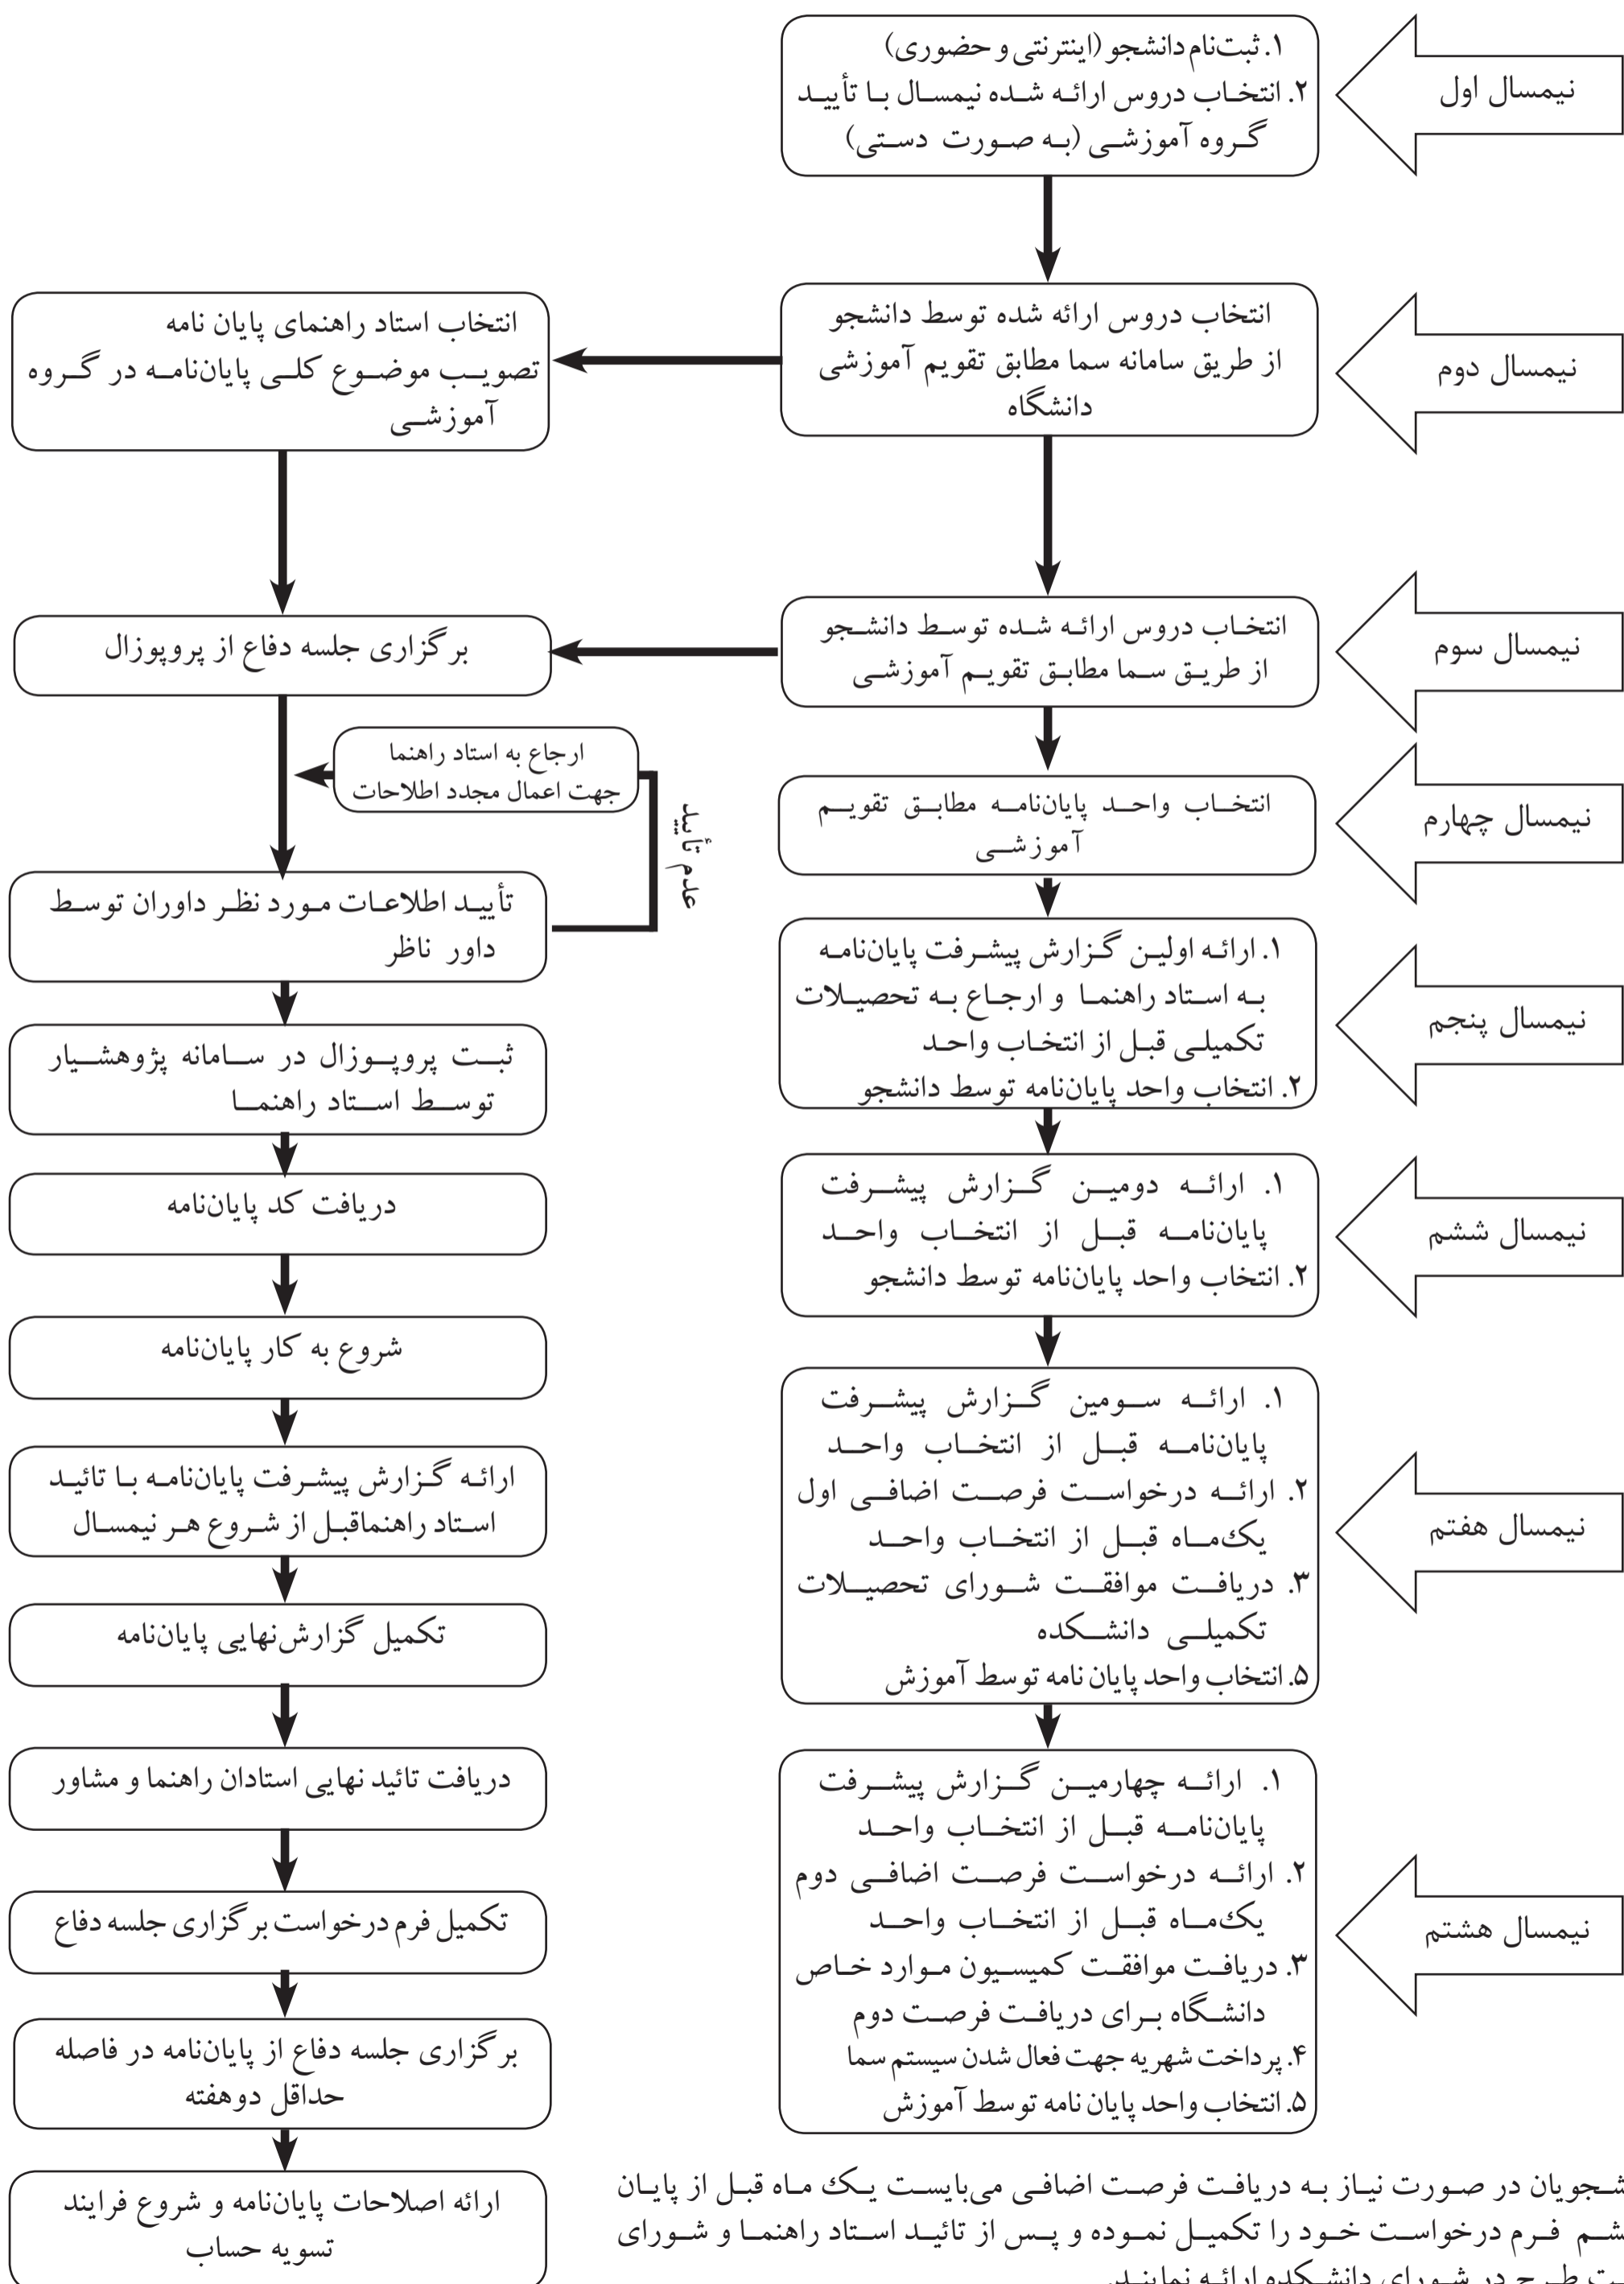 نیمسال اول
۱. ثبت‌نام دانشجو (اینترنتی و حضوری)
۲. انتخاب دروس ارائه شده نیمسال با تأیید
گروه آموزشی (به صورت دستی)
نیمسال دوم
انتخاب دروس ارائه شده توسط دانشجو
از طریق سامانه سما مطابق تقویم آموزشی
دانشگاه
انتخاب استاد راهنمای پایان نامه
تصویب موضوع کلی پایان‌نامه در گروه
آموزشی
نیمسال سوم
انتخاب دروس ارائه شده توسط دانشجو
از طریق سما مطابق تقویم آموزشی
برگزاری جلسه دفاع از پروپوزال
ارجاع به استاد راهنما
جهت اعمال مجدد اطلاحات
عدم تأیید
نیمسال چهارم
انتخاب واحد پایان‌نامه مطابق تقویم
آموزشی
تأیید اطلاعات مورد نظر داوران توسط
داور ناظر
نیمسال پنجم
۱. ارائه اولین گزارش پیشرفت پایان‌نامه
به استاد راهنما و ارجاع به تحصیلات
تکمیلی قبل از انتخاب واحد
۲. انتخاب واحد پایان‌نامه توسط دانشجو
ثبت پروپوزال در سامانه پژوهشیار
توسط استاد راهنما
دریافت کد پایان‌نامه
نیمسال ششم
۱. ارائه دومین گزارش پیشرفت
پایان‌نامه قبل از انتخاب واحد
۲. انتخاب واحد پایان‌نامه توسط دانشجو
شروع به کار پایان‌نامه
نیمسال هفتم
۱. ارائه سومین گزارش پیشرفت
پایان‌نامه قبل از انتخاب واحد
۲. ارائه درخواست فرصت اضافی اول
یک‌ماه قبل از انتخاب واحد
۳. دریافت موافقت شورای تحصیلات
تکمیلی دانشکده
۵. انتخاب واحد پایان نامه توسط آموزش
ارائه گزارش پیشرفت پایان‌نامه با تائید
استاد راهنماقبل از شروع هر نیمسال
تکمیل گزارش‌نهایی پایان‌نامه
دریافت تائید نهایی استادان راهنما و مشاور
نیمسال هشتم
۱. ارائه چهارمین گزارش پیشرفت
پایان‌نامه قبل از انتخاب واحد
۲. ارائه درخواست فرصت اضافی دوم
یک‌ماه قبل از انتخاب واحد
۳. دریافت موافقت کمیسیون موارد خاص
دانشگاه برای دریافت فرصت دوم
۴. پرداخت شهریه جهت فعال شدن سیستم سما
۵. انتخاب واحد پایان نامه توسط آموزش
تکمیل فرم درخواست برگزاری جلسه دفاع
برگزاری جلسه دفاع از پایان‌نامه در فاصله
حداقل دوهفته
ارائه اصلاحات پایان‌نامه و شروع فرایند
تسویه حساب
در صورت نیاز به دریافت فرصت اضافی می‌بایست یک ماه قبل از پایان
فرم درخواست خود را تکمیل نموده و پس از تائید استاد راهنما و شورای
طرح در شورای دانشکده ارائه نمایند.